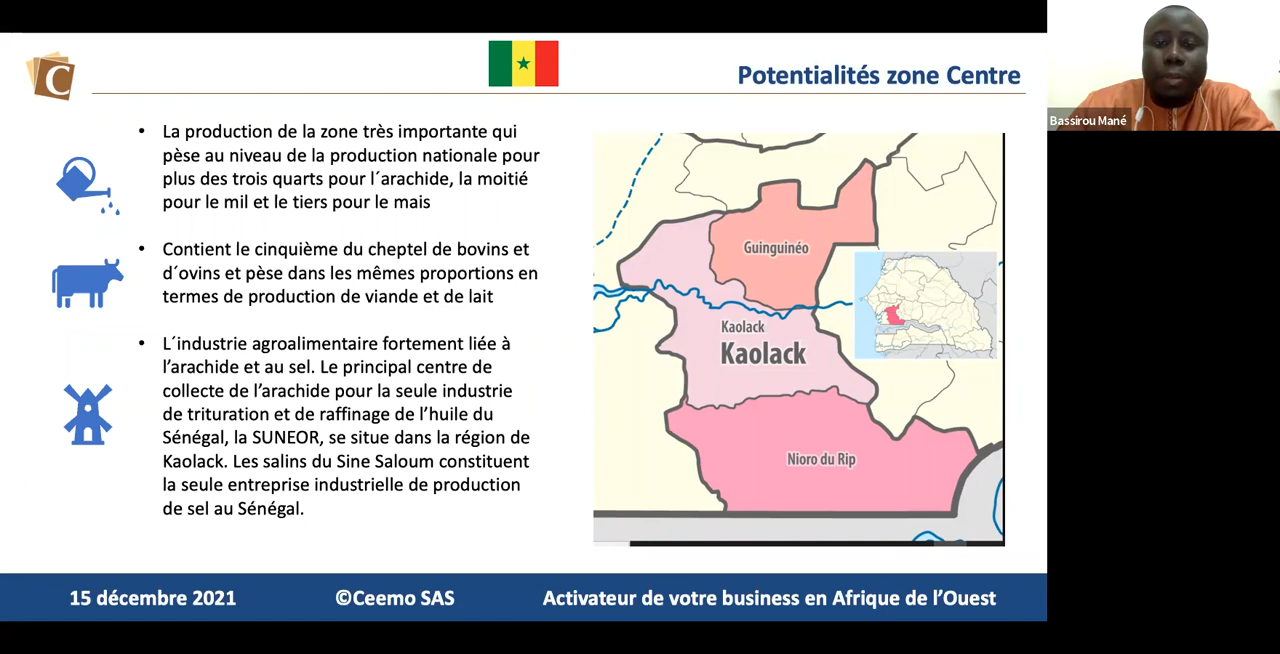 C
Potentialités zone Centre
Bassirou Mané
• La production de la zone très importante qui
pèse au niveau de la production nationale pour
plus des trois quarts pour l´arachide, la moitié
pour le mil et le tiers pour le mais
• Contient le cinquième du cheptel de bovins et
d´ovins et pèse dans les mêmes proportions en
termes de production de viande et de lait
• L´industrie agroalimentaire fortement liée à
l’arachide et au sel. Le principal centre de
collecte de l’arachide pour la seule industrie
de trituration et de raffinage de l’huile du
Sénégal, la SUNEOR, se situe dans la région de
Kaolack. Les salins du Sine Saloum constituent
la seule entreprise industrielle de production
de sel au Sénégal.
Guinguinéo
Kaolack
Kaolack
Nioro du Rip
15 décembre 2021 ©Ceemo SAS Activateur de votre business en Afrique de l’Ouest